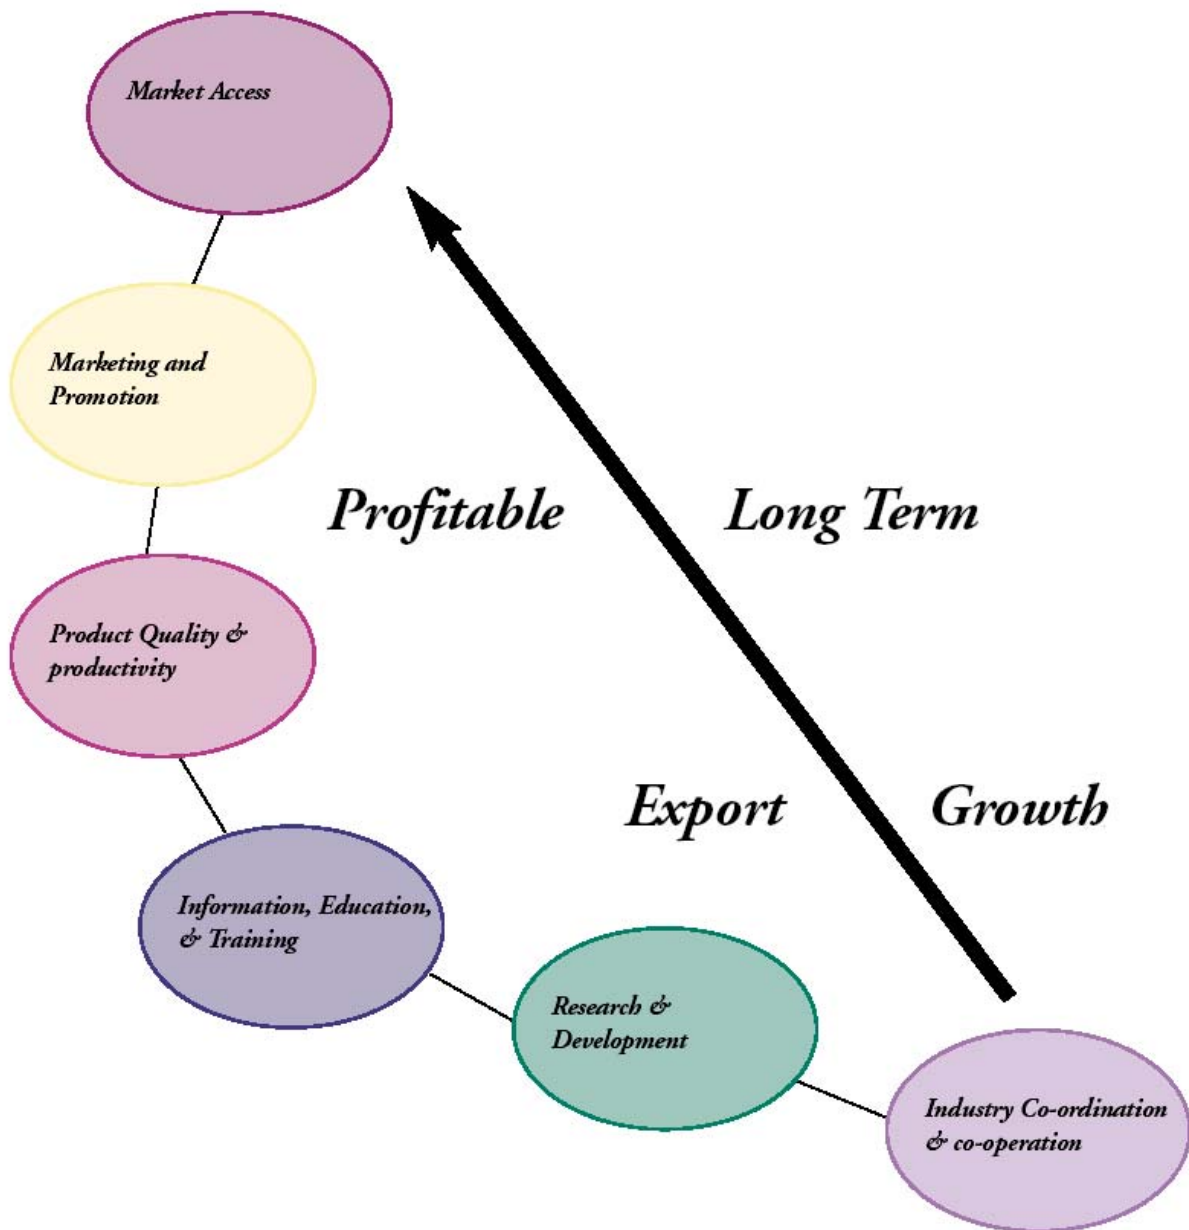 Market Access
Marketing and
Promotion
Profitable
Long Term
Product Quality &
productivity
Export
Growth
Information, Education,
& Training
Research &
Development
Industry Co-ordination
& co-operation